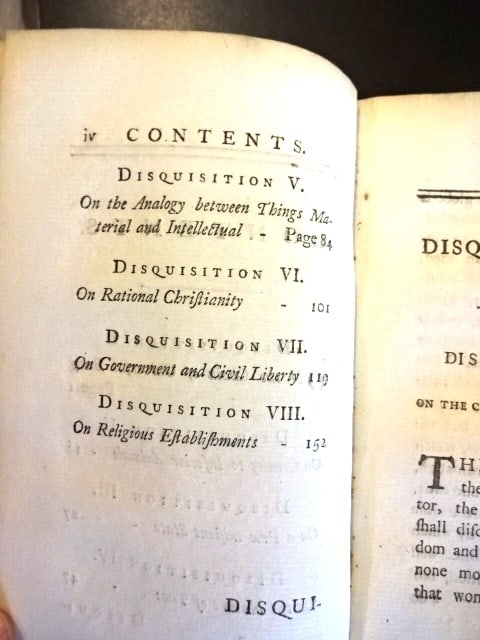 iv CONTENTS.
DISQUISITION V.
On the Analogy between Things Ma-
terial and Intellectual - Page 84
DISQUISITION VI.
On Rational Chriſtianity - 101
DISQUISITION VII.
On Government and Civil Liberty 119
DISQUISITION VIII.
On Religious Eſtabliſhments - 152
DISQUI-
DISQ
DIS
ON THE C
THE
the
tor, the
ſhall diſc
dom and
none mo
that won